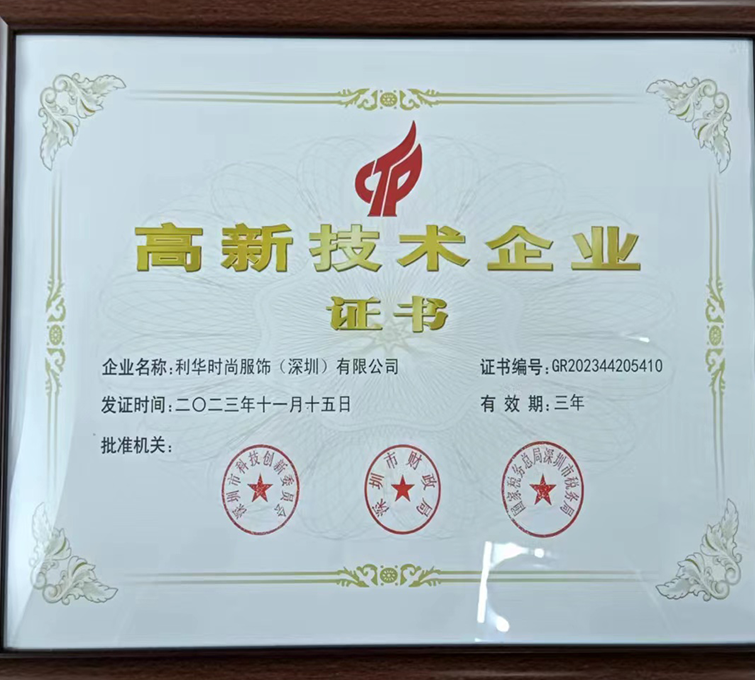 高新技术企业
证书
企业名称:利华时尚服饰（深圳）有限公司
证书编号:GR202344205410
发证时间:二〇二三年十一月十五日
有效期:三年
批准机关:
深圳市科技创新委员会
深圳市财政局
国家税务总局深圳市税务局